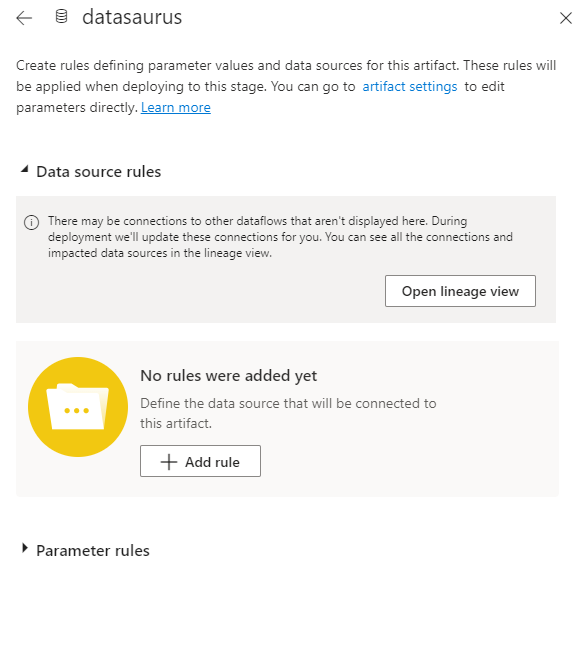 datasaurus
Create rules defining parameter values and data sources for this artifact. These rules will
be applied when deploying to this stage. You can go to artifact settings to edit
parameters directly. Learn more
Data source rules
There may be connections to other dataflows that aren't displayed here. During
deployment we'll update these connections for you. You can see all the connections and
impacted data sources in the lineage view.
Open lineage view
No rules were added yet
Define the data source that will be connected to
this artifact.
Add rule
Parameter rules